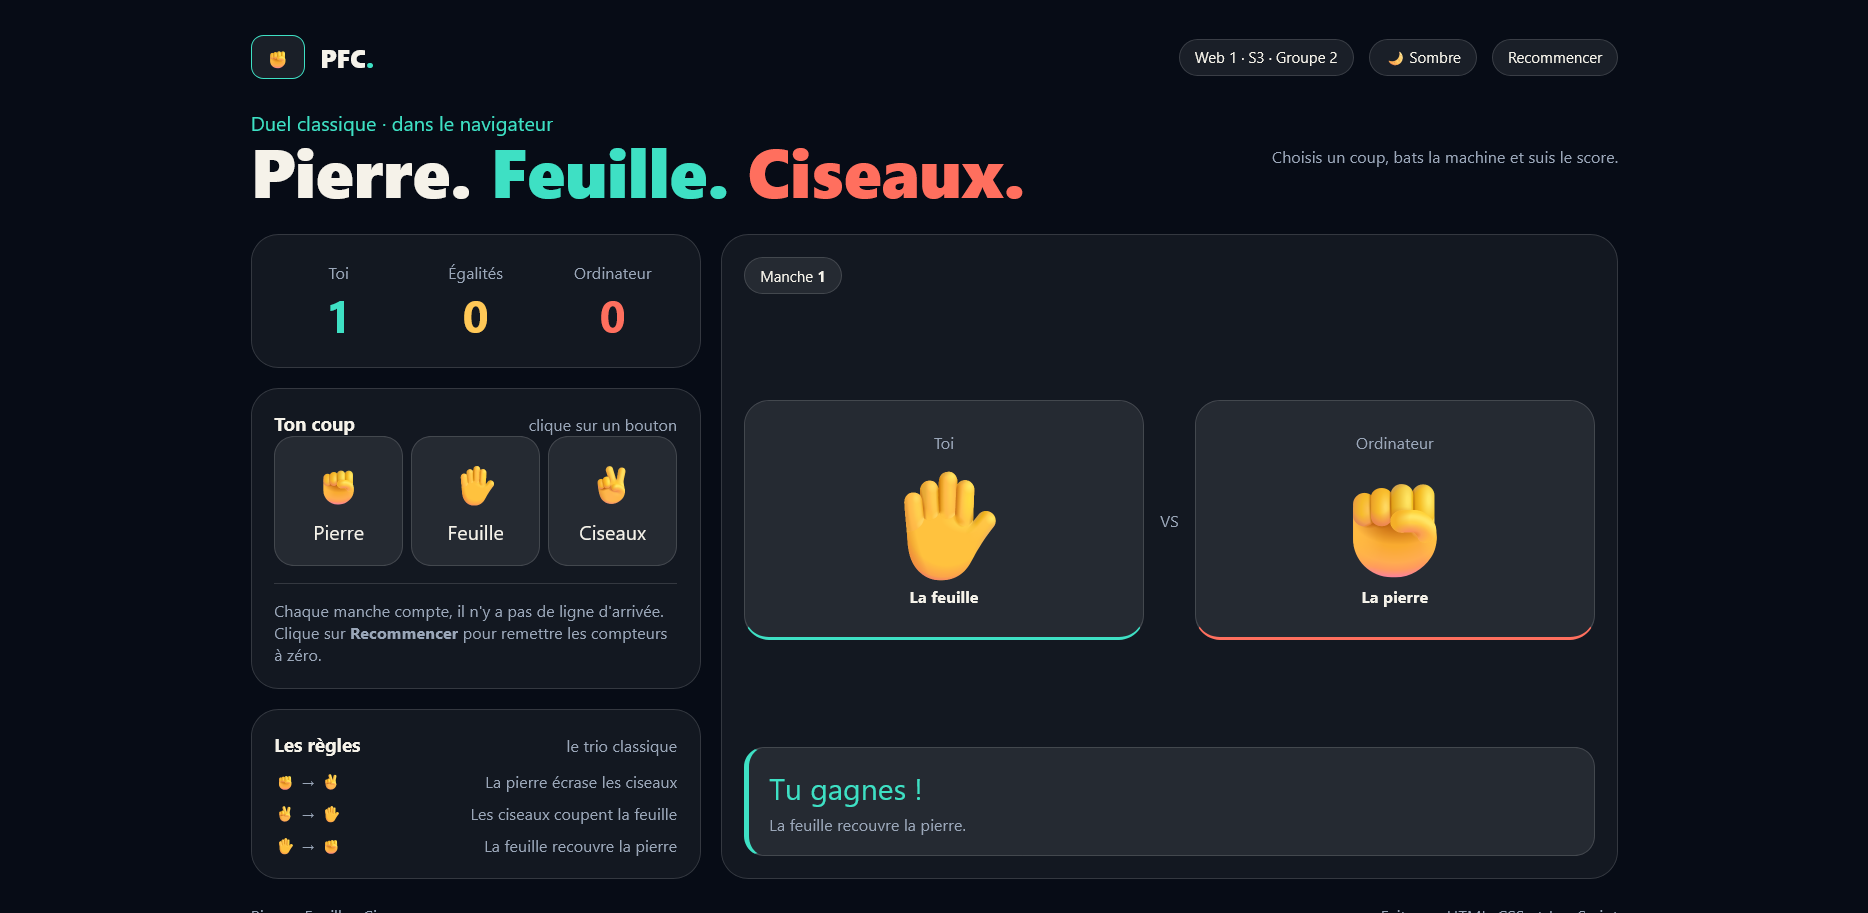 PFC.
Web 1 · S3 · Groupe 2
Sombre
Recommencer
Duel classique · dans le navigateur
Pierre. Feuille. Ciseaux.
Choisis un coup, bats la machine et suis le score.
Toi
1
Égalités
0
Ordinateur
0
Ton coup
clique sur un bouton
Pierre
Feuille
Ciseaux
Chaque manche compte, il n'y a pas de ligne d'arrivée.
Clique sur Recommencer pour remettre les compteurs
à zéro.
Les règles
le trio classique
→ La pierre écrase les ciseaux
→ Les ciseaux coupent la feuille
→ La feuille recouvre la pierre
Manche 1
Toi
La feuille
VS
Ordinateur
La pierre
Tu gagnes !
La feuille recouvre la pierre.